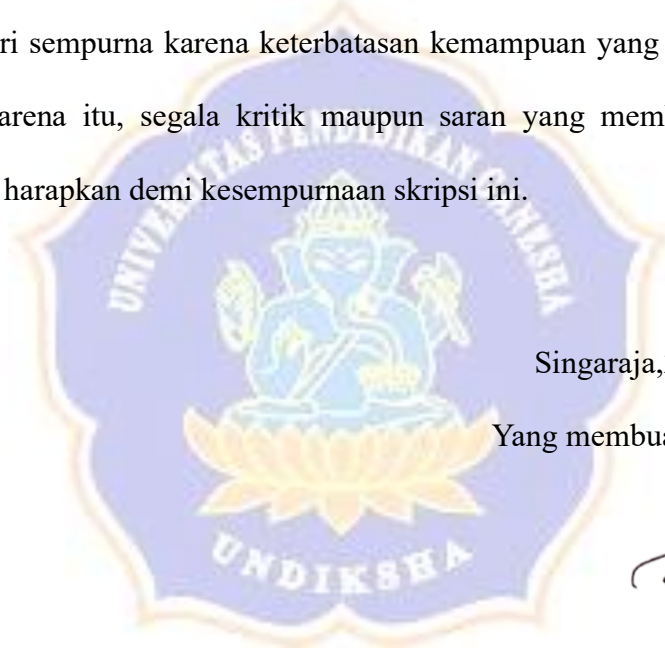 ri sempurna karena keterbatasan kemampuan yang
arena itu, segala kritik maupun saran yang mem
harapkan demi kesempurnaan skripsi ini.
UNIVERSITAS PENDIDIKAN GANESHA
Singaraja,
Yang membua
UNDIKSHA